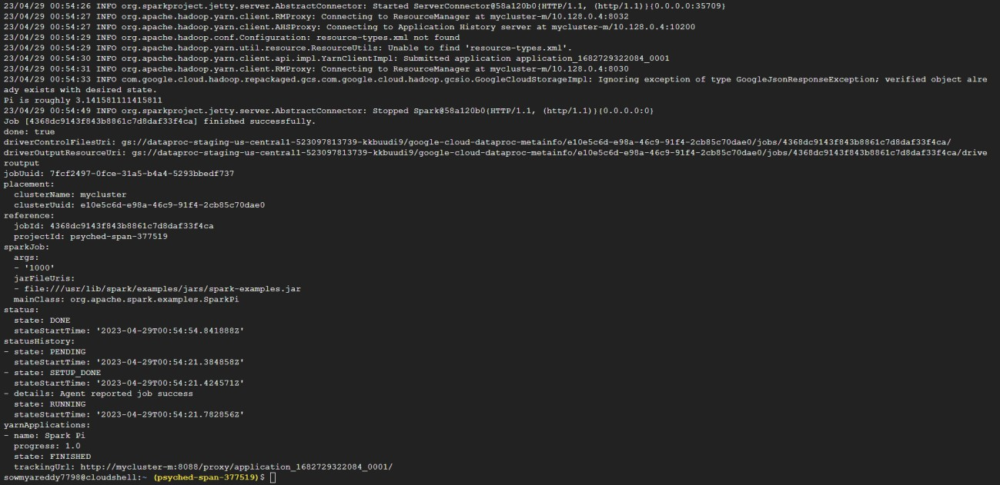 23/04/29 00:54:26 INFO org.sparkproject.jetty.server.AbstractConnector: Started ServerConnector@58a120b0{HTTP/1.1, (http/1.1)}{0.0.0.0:35709}
23/04/29 00:54:27 INFO org.apache.hadoop.yarn.client.RMProxy: Connecting to ResourceManager at mycluster-m/10.128.0.4:8032
23/04/29 00:54:27 INFO org.apache.hadoop.yarn.client.AHSProxy: Connecting to Application History server at mycluster-m/10.128.0.4:10200
23/04/29 00:54:29 INFO org.apache.hadoop.conf.Configuration: resource-types.xml not found
23/04/29 00:54:29 INFO org.apache.hadoop.yarn.util.resource.ResourceUtils: Unable to find 'resource-types.xml'.
23/04/29 00:54:30 INFO org.apache.hadoop.yarn.client.api.impl.YarnClientImpl: Submitted application application_1682729322084_0001
23/04/29 00:54:31 INFO org.apache.hadoop.yarn.client.RMProxy: Connecting to ResourceManager at mycluster-m/10.128.0.4:8030
23/04/29 00:54:33 INFO com.google.cloud.hadoop.repackaged.gcs.com.google.cloud.hadoop.gcsio.GoogleCloudStorageImpl: Ignoring exception of type GoogleJsonResponseException; verified object alre
ady exists with desired state.
Pi is roughly 3.141581111415811
23/04/29 00:54:49 INFO org.sparkproject.jetty.server.AbstractConnector: Stopped Spark@58a120b0{HTTP/1.1, (http/1.1)}{0.0.0.0:0}
Job [4368dc9143f843b8861c7d8daf33f4ca] finished successfully.
done: true
driverControlFilesUri: gs://dataproc-staging-us-central1-523097813739-kkbuudi9/google-cloud-dataproc-metainfo/e10e5c6d-e98a-46c9-91f4-2cb85c70dae0/jobs/4368dc9143f843b8861c7d8daf33f4ca/
driverOutputResourceUri: gs://dataproc-staging-us-central1-523097813739-kkbuudi9/google-cloud-dataproc-metainfo/e10e5c6d-e98a-46c9-91f4-2cb85c70dae0/jobs/4368dc9143f843b8861c7d8daf33f4ca/drive
routput
jobUuid: 7fcf2497-0fce-31a5-b4a4-5293bbedf737
placement:
  clusterName: mycluster
  clusterUuid: e10e5c6d-e98a-46c9-91f4-2cb85c70dae0
reference:
  jobId: 4368dc9143f843b8861c7d8daf33f4ca
  projectId: psyched-span-377519
sparkJob:
  args:
  - '1000'
  jarFileUris:
  - file:///usr/lib/spark/examples/jars/spark-examples.jar
  mainClass: org.apache.spark.examples.SparkPi
status:
  state: DONE
  stateStartTime: '2023-04-29T00:54:54.841888Z'
statusHistory:
- state: PENDING
  stateStartTime: '2023-04-29T00:54:21.384858Z'
- state: SETUP_DONE
  stateStartTime: '2023-04-29T00:54:21.424571Z'
- details: Agent reported job success
  state: RUNNING
  stateStartTime: '2023-04-29T00:54:21.782856Z'
yarnApplications:
- name: Spark Pi
  progress: 1.0
  state: FINISHED
  trackingUrl: http://mycluster-m:8088/proxy/application_1682729322084_0001/
sowmyareddy7798@cloudshell:~ (psyched-span-377519)$